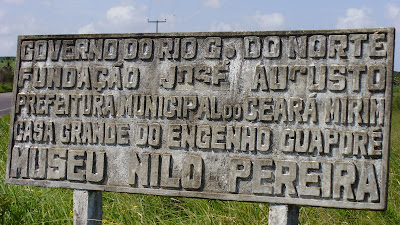 GOVERNO DO RIO G. DO NORTE
FUNDAÇÃO JOSÉ AUGUSTO
PREFEITURA MUNICIPAL DO CEARÁ MIRIM
CASA GRANDE DO ENGENHO GUAPORÉ
MUSEU NILO PEREIRA